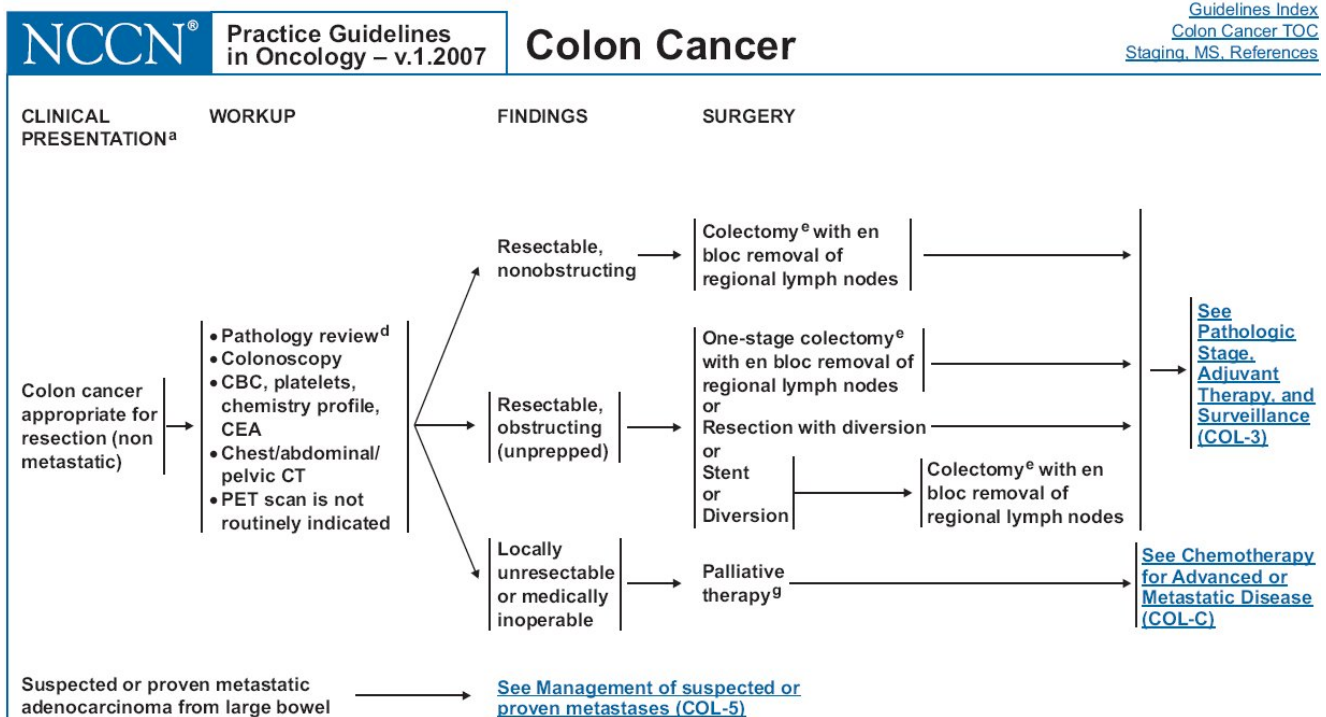 NCCN®
Practice Guidelines
in Oncology – v.1.2007
Colon Cancer
Guidelines Index
Colon Cancer TOC
Staging, MS, References
CLINICAL
PRESENTATIONa
WORKUP
FINDINGS
SURGERY
Colon cancer
appropriate for
resection (non
metastatic)
• Pathology reviewd
• Colonoscopy
• CBC, platelets,
chemistry profile,
CEA
• Chest/abdominal/
pelvic CT
• PET scan is not
routinely indicated
Resectable,
nonobstructing
Colectomye with en
bloc removal of
regional lymph nodes
Resectable,
obstructing
(unprepped)
One-stage colectomye
with en bloc removal of
regional lymph nodes
or
Resection with diversion
or
Stent
or
Diversion
Colectomye with en
bloc removal of
regional lymph nodes
See
Pathologic
Stage,
Adjuvant
Therapy, and
Surveillance
(COL-3)
Locally
unresectable
or medically
inoperable
Palliative
therapyg
See Chemotherapy
for Advanced or
Metastatic Disease
(COL-C)
Suspected or proven metastatic
adenocarcinoma from large bowel
See Management of suspected or
proven metastases (COL-5)